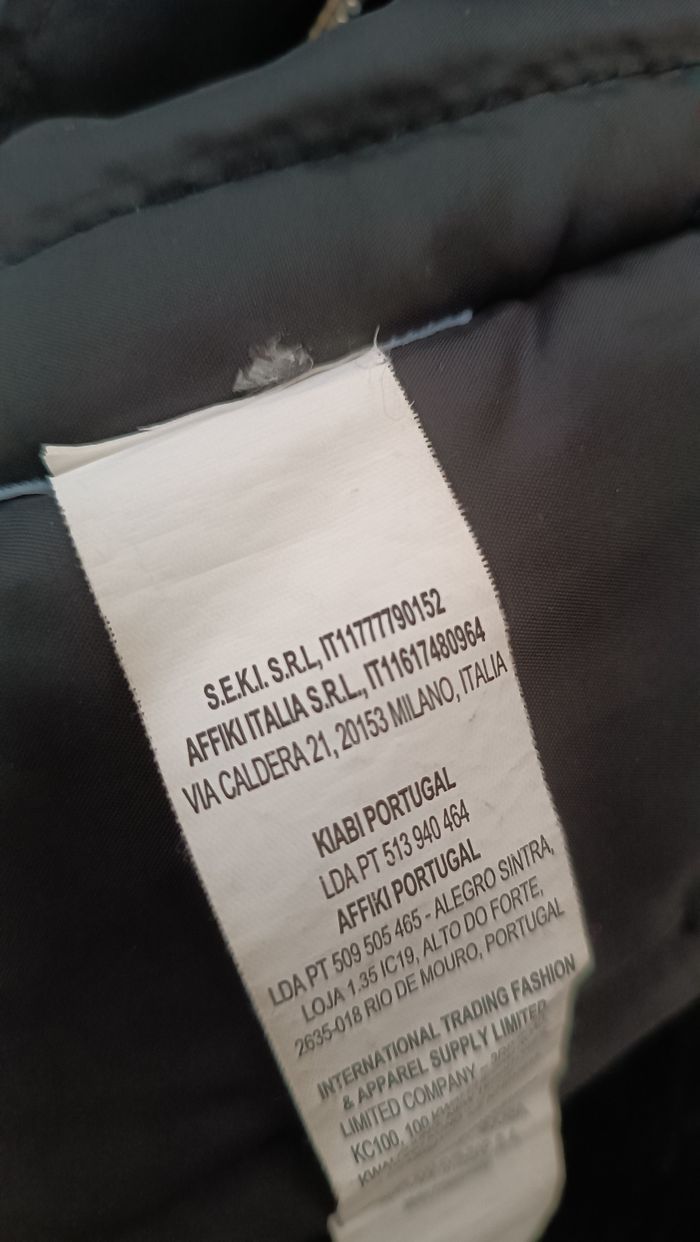 S.E.K.I. S.R.L, IT11777790152
AFFIKI ITALIA S.R.L., IT11617480964
VIA CALDERA 21, 20153 MILANO, ITALIA
KIABI PORTUGAL
LDA PT 513 940 464
AFFIKI PORTUGAL
LDA PT 509 505 465 - ALEGRO SINTRA,
LOJA 1.35 IC19, ALTO DO FORTE,
2635-018 RIO DE MOURO, PORTUGAL
INTERNATIONAL TRADING FASHION
& APPAREL SUPPLY LIMITED
LIMITED COMPANY -
KC100, 100